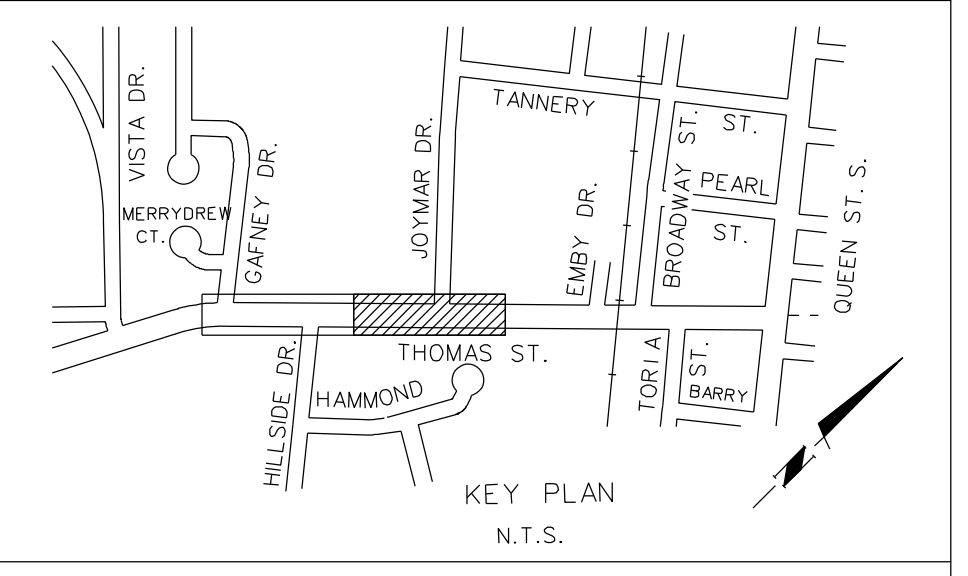 VISTA DR.
MERRYDREW
CT.
GAFNEY DR.
JOYMAR DR.
TANNERY
ST.
EMBY DR.
BROADWAY ST.
PEARL
ST.
QUEEN ST. S.
THOMAS ST.
HILLSIDE DR.
HAMMOND
TORIA
ST.
BARRY
N
KEY PLAN
N.T.S.